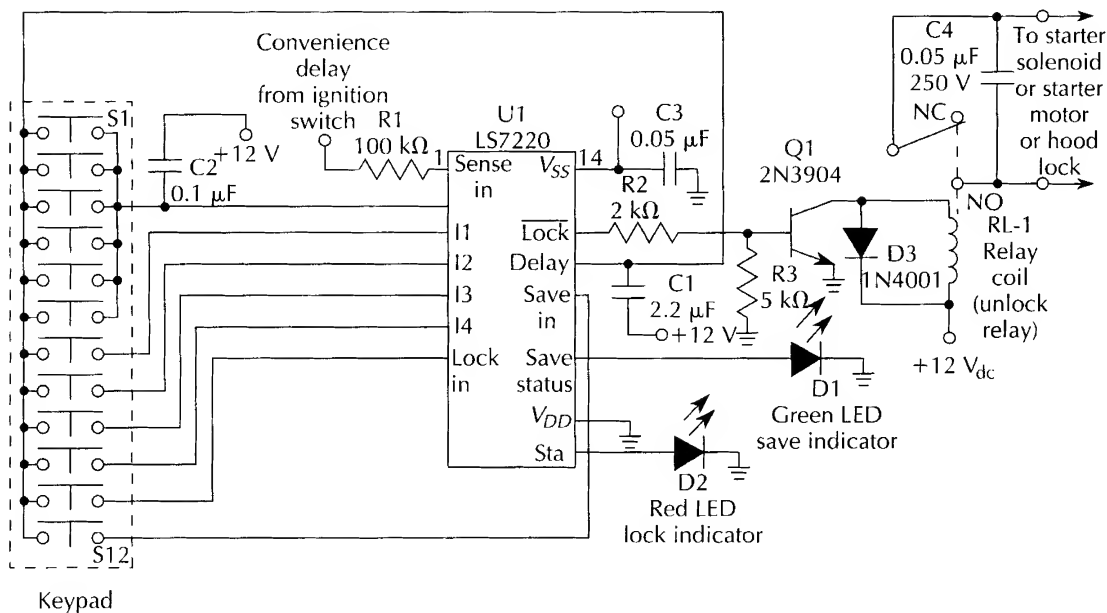 Convenience
delay
from ignition
switch
S1
+12 V
C2
0.1 µF
R1
100 kΩ
U1
LS7220
1
14
Sense
in
V_SS
I1
L̅o̅c̅k̅
I2
Delay
I3
Save
in
I4
Lock
in
Save
status
V_DD
Sta
C3
0.05 µF
R2
2 kΩ
C1
2.2 µF
+12 V
R3
5 kΩ
Q1
2N3904
D3
1N4001
C4
0.05 µF
250 V
NC
NO
To starter
solenoid
or starter
motor
or hood
lock
RL-1
Relay
coil
(unlock
relay)
+12 V_dc
D1
Green LED
save indicator
D2
Red LED
lock indicator
S12
Keypad